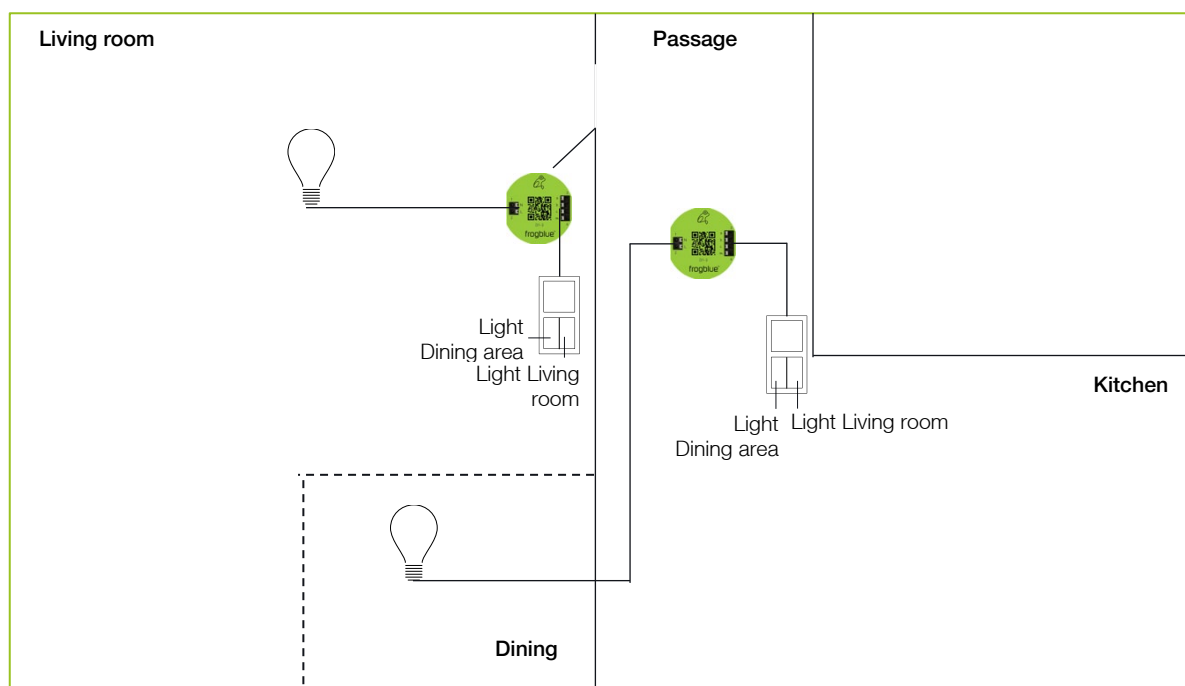 Living room
Passage
frogblue
frogblue
Light
Dining area
Light Living
room
Kitchen
Light
Dining area
Light Living room
Dining